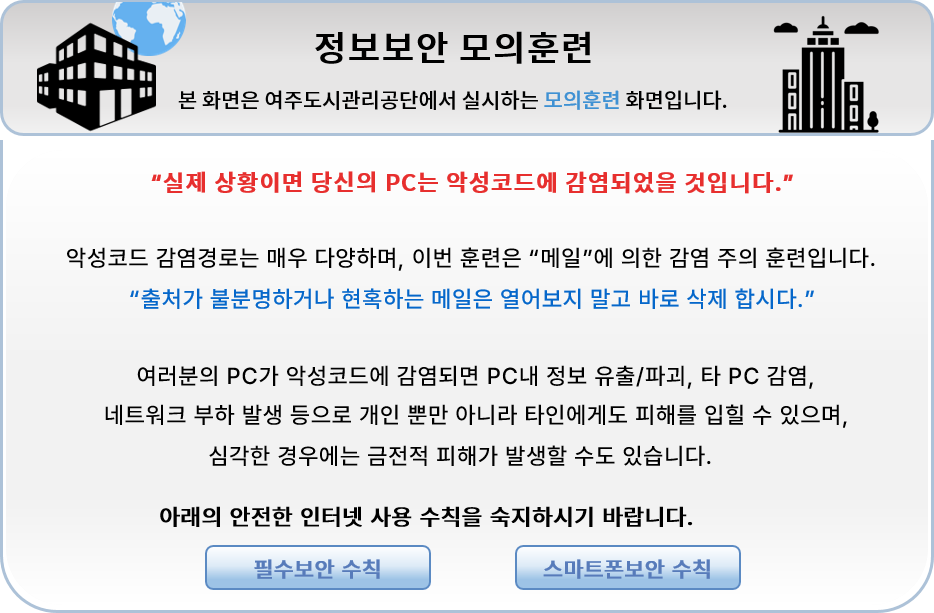 정보보안 모의훈련
본 화면은 여주도시관리공단에서 실시하는 모의훈련 화면입니다.
“실제 상황이면 당신의 PC는 악성코드에 감염되었을 것입니다.”
악성코드 감염경로는 매우 다양하며, 이번 훈련은 “메일”에 의한 감염 주의 훈련입니다.
“출처가 불분명하거나 현혹하는 메일은 열어보지 말고 바로 삭제 합시다.”
여러분의 PC가 악성코드에 감염되면 PC내 정보 유출/파괴, 타 PC 감염,
네트워크 부하 발생 등으로 개인 뿐만 아니라 타인에게도 피해를 입힐 수 있으며,
심각한 경우에는 금전적 피해가 발생할 수도 있습니다.
아래의 안전한 인터넷 사용 수칙을 숙지하시기 바랍니다.
필수보안 수칙
스마트폰보안 수칙